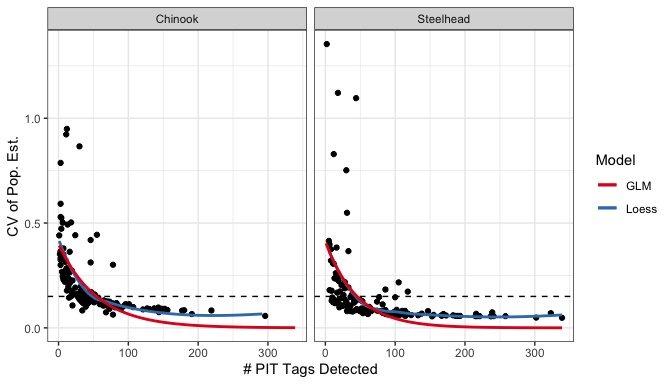 Chinook
Steelhead
CV of Pop. Est.
1.0
0.5
0.0
0
100
200
300
0
100
200
300
# PIT Tags Detected
Model
GLM
Loess